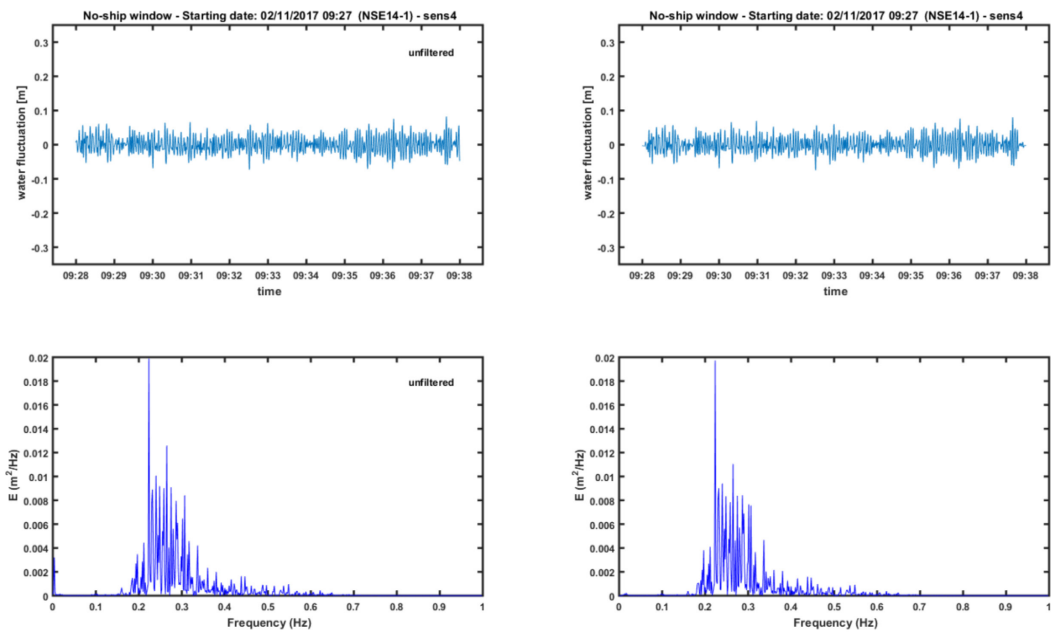 No-ship window - Starting date: 02/11/2017 09:27 (NSE14-1) - sens4
unfiltered
water fluctuation [m]
0.3
0.2
0.1
0
-0.1
-0.2
-0.3
09:28 09:29 09:30 09:31 09:32 09:33 09:34 09:35 09:36 09:37 09:38
time
No-ship window - Starting date: 02/11/2017 09:27 (NSE14-1) - sens4
water fluctuation [m]
0.3
0.2
0.1
0
-0.1
-0.2
-0.3
09:28 09:29 09:30 09:31 09:32 09:33 09:34 09:35 09:36 09:37 09:38
time
unfiltered
E (m²/Hz)
0.02
0.018
0.016
0.014
0.012
0.01
0.008
0.006
0.004
0.002
0
0 0.1 0.2 0.3 0.4 0.5 0.6 0.7 0.8 0.9 1
Frequency (Hz)
E (m²/Hz)
0.02
0.018
0.016
0.014
0.012
0.01
0.008
0.006
0.004
0.002
0
0 0.1 0.2 0.3 0.4 0.5 0.6 0.7 0.8 0.9 1
Frequency (Hz)